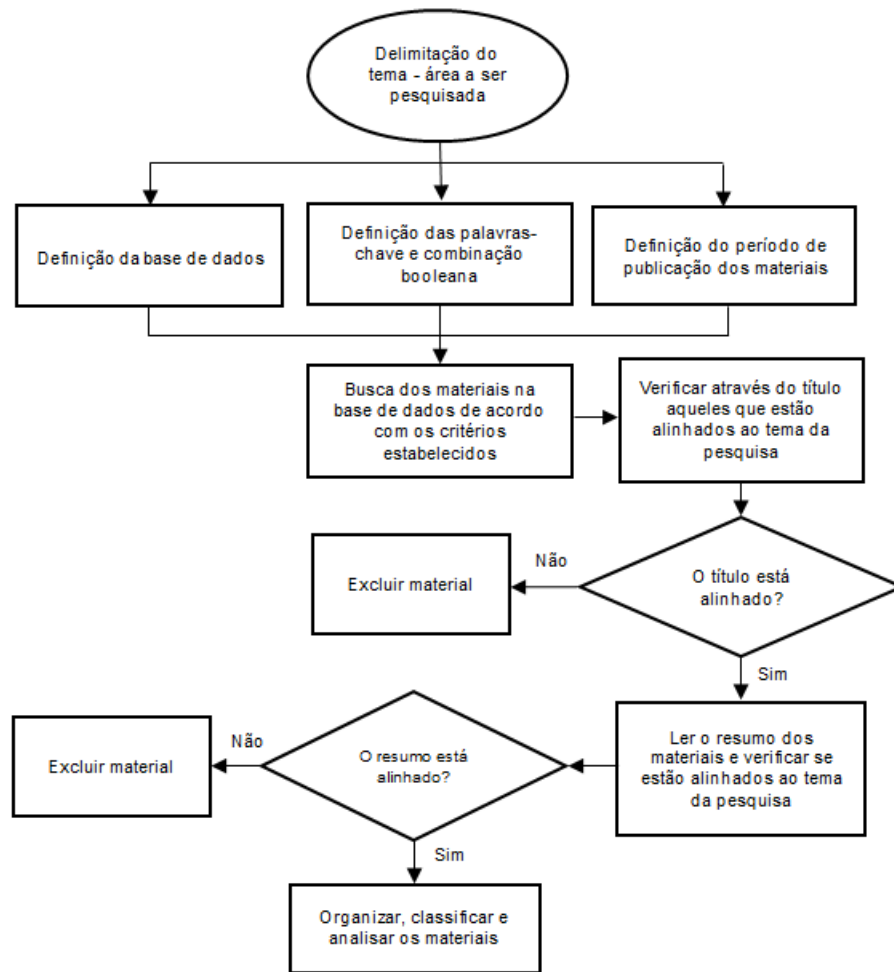 Delimitação do
tema - área a ser
pesquisada
Definição da base de dados
Definição das palavras-
chave e combinação
booleana
Definição do período de
publicação dos materiais
Busca dos materiais na
base de dados de acordo
com os critérios
estabelecidos
Verificar através do título
aqueles que estão
alinhados ao tema da
pesquisa
O título está
alinhado?
Não
Excluir material
Sim
Ler o resumo dos
materiais e verificar se
estão alinhados ao tema
da pesquisa
O resumo está
alinhado?
Não
Excluir material
Sim
Organizar, classificar e
analisar os materiais